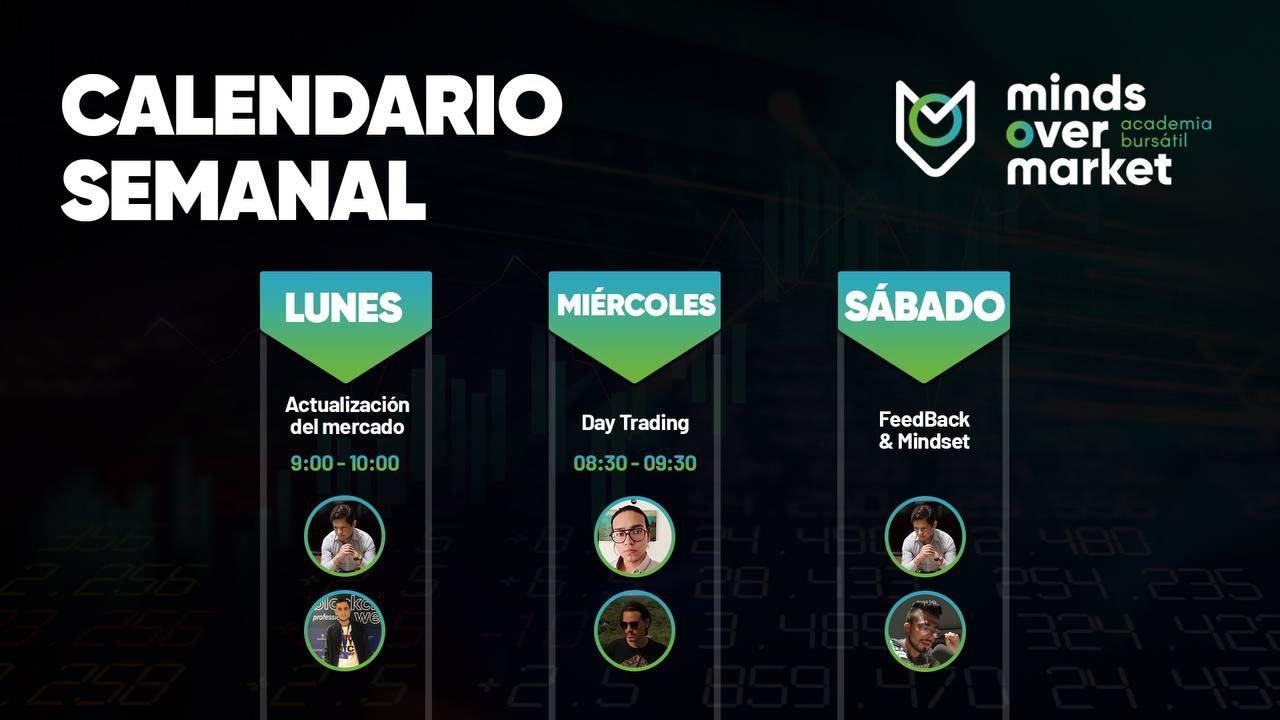 CALENDARIO
SEMANAL
minds
over academia
bursátil
market
LUNES
Actualización
del mercado
9:00 - 10:00
MIÉRCOLES
Day Trading
08:30 - 09:30
SÁBADO
FeedBack
& Mindset